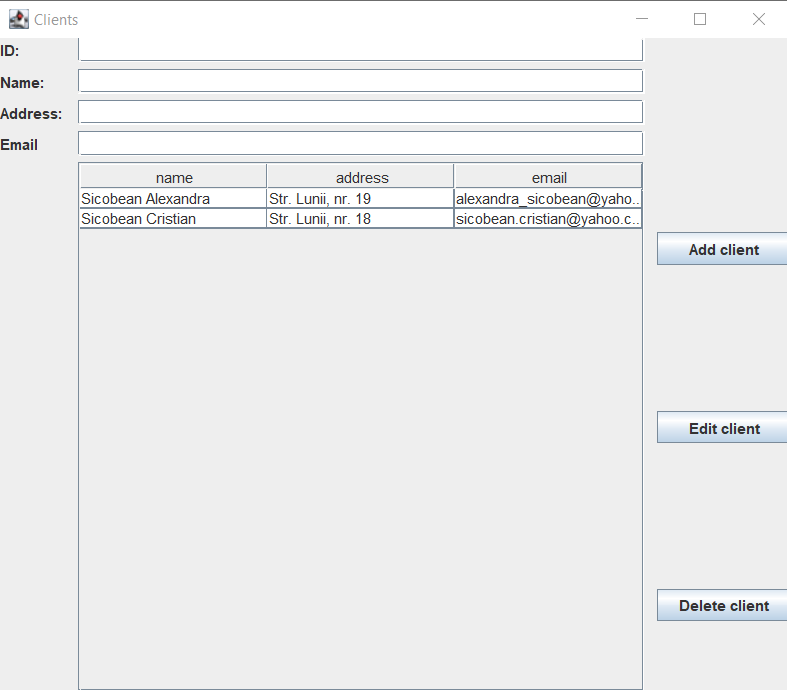 Clients
ID:
Name:
Address:
Email
name address email
Sicobean Alexandra Str. Lunii, nr. 19 alexandra_sicobean@yaho...
Sicobean Cristian Str. Lunii, nr. 18 sicobean.cristian@yahoo.c...
Add client
Edit client
Delete client